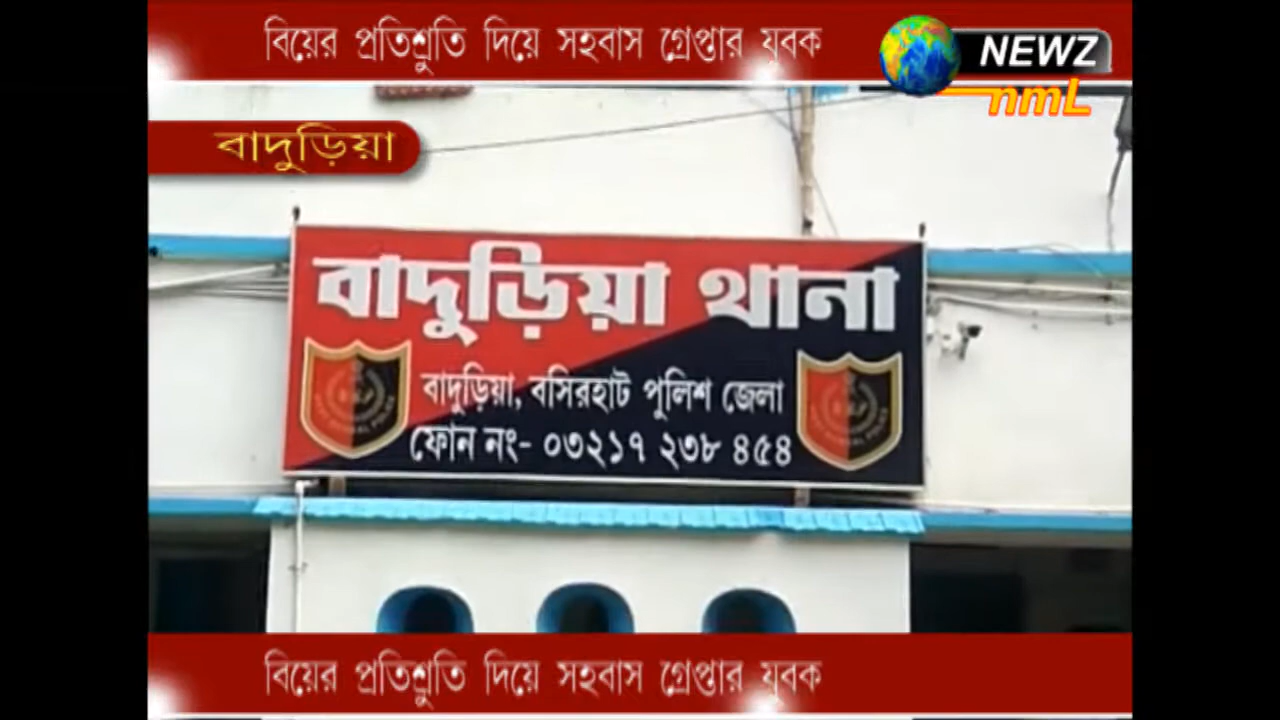 বিয়ের প্রতিশ্রুতি দিয়ে সহবাস গ্রেপ্তার যুবক
NEWZ
nmL
বাদুড়িয়া
বাদুড়িয়া থানা
বাদুড়িয়া, বসিরহাট পুলিশ জেলা
ফোন নং- ০৩২১৭ ২৩৮ ৪৫৪
বিয়ের প্রতিশ্রুতি দিয়ে সহবাস গ্রেপ্তার যুবক